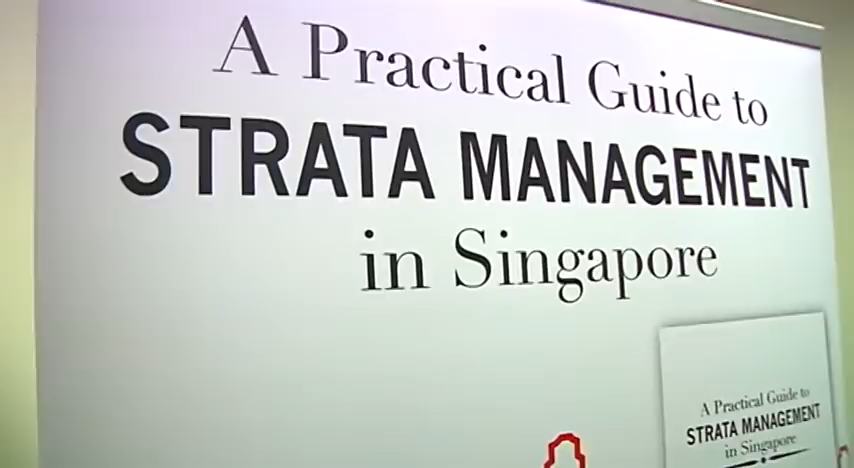 A Practical Guide to
STRATA MANAGEMENT
in Singapore
A Practical Guide to
STRATA MANAGEMENT
in Singapore